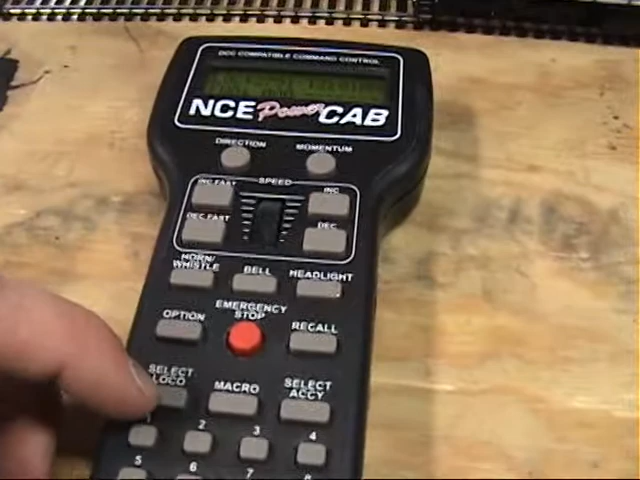 DCC COMPATIBLE COMMAND CONTROL
NCE Power CAB
DIRECTION MOMENTUM
INC FAST SPEED INC
DEC FAST DEC
HORN/
WHISTLE BELL HEADLIGHT
OPTION EMERGENCY
STOP RECALL
SELECT
LOCO MACRO SELECT
ACCY
2 3 4
5 6 7 8